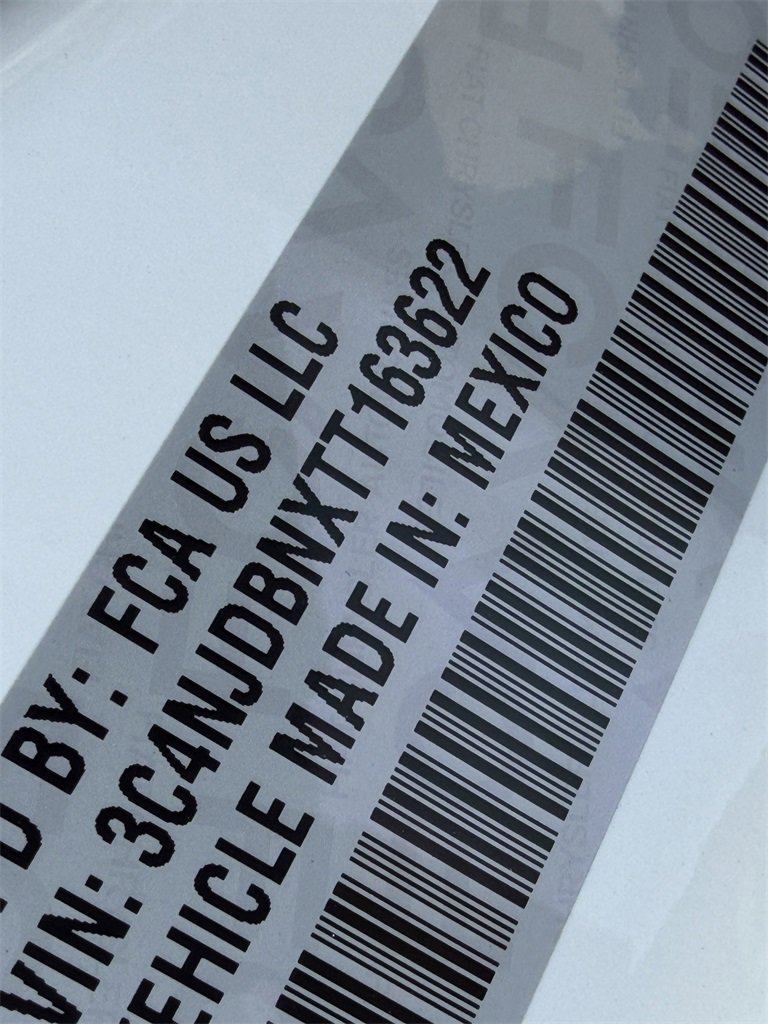 D BY: FCA US LLC
VIN: 3C4NJDBNXTT163622
VEHICLE MADE IN: MEXICO